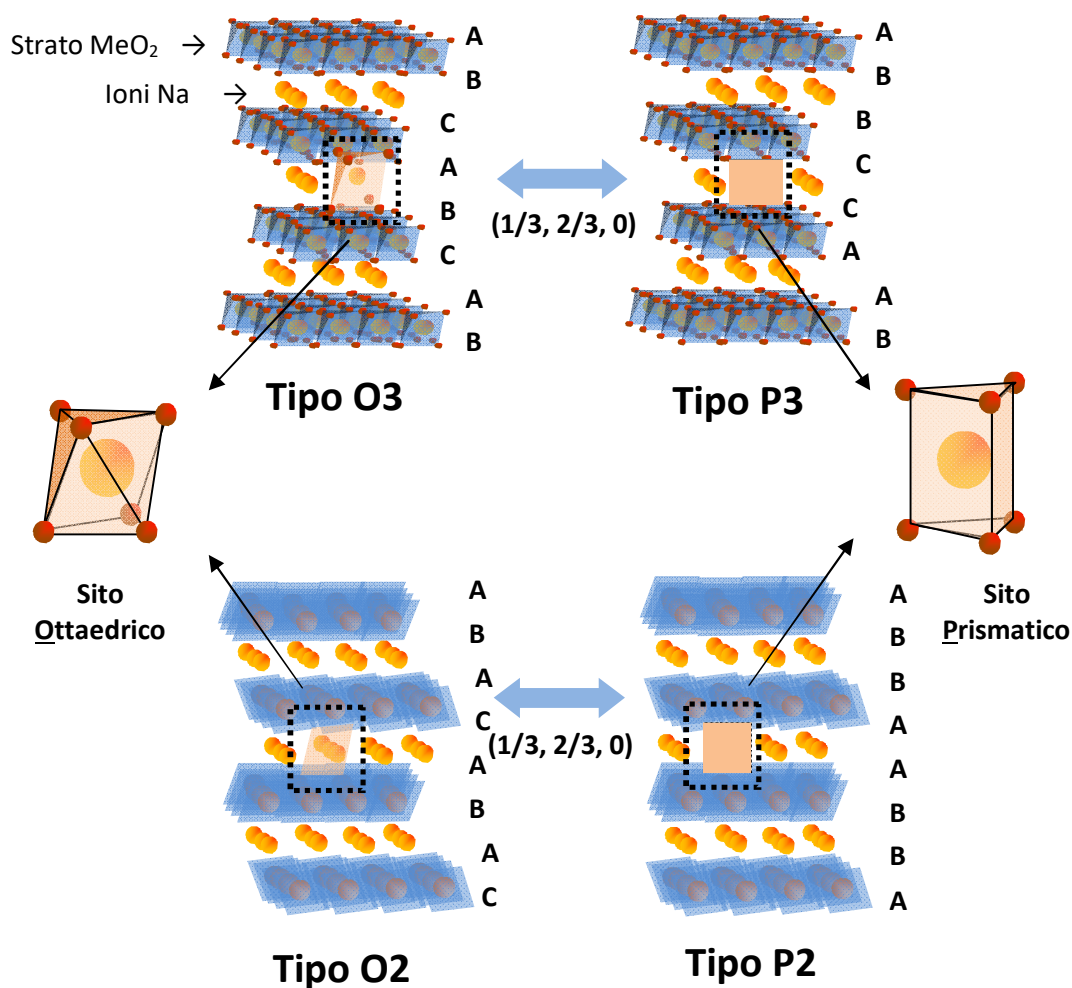 Strato MeO₂ →
Ioni Na →
A
B
C
A
B
C
A
B
(1/3, 2/3, 0)
A
B
B
C
C
A
A
B
Tipo O3
Tipo P3
Sito
Ottaedrico
Sito
Prismatico
A
B
A
C
A
B
A
C
(1/3, 2/3, 0)
A
B
B
A
A
B
B
A
Tipo O2
Tipo P2